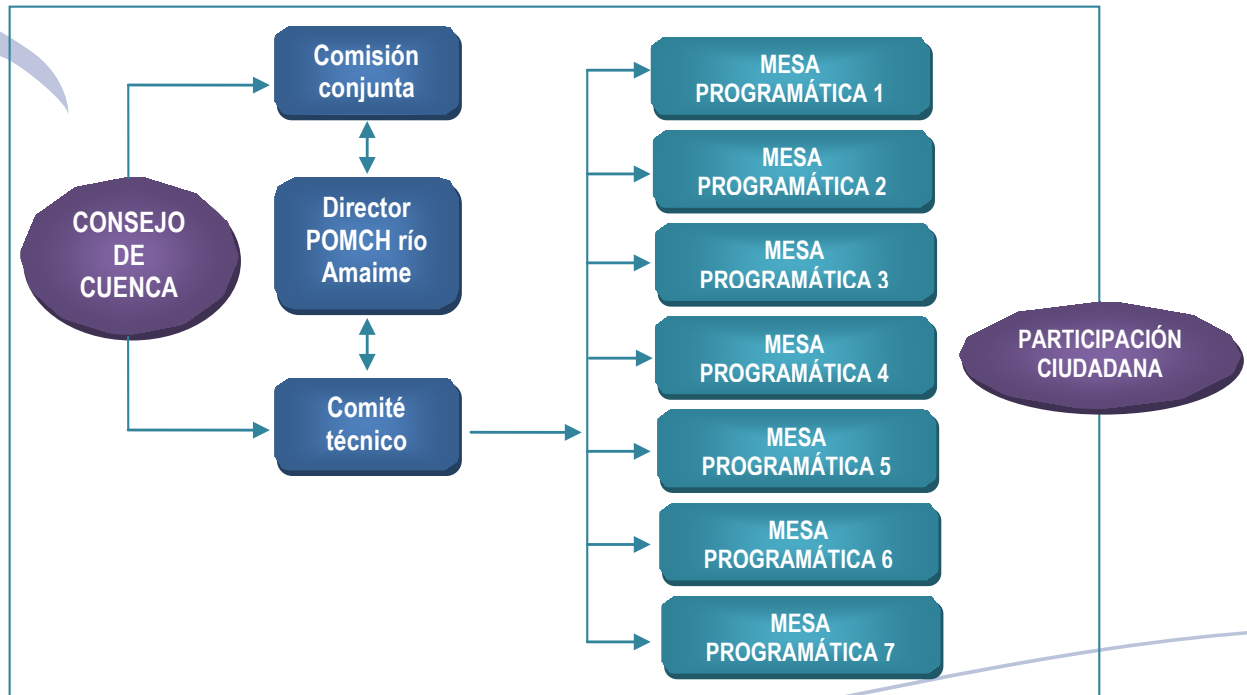 Comisión
conjunta
CONSEJO
DE
CUENCA
Director
POMCH río
Amaime
Comité
técnico
MESA
PROGRAMÁTICA 1
MESA
PROGRAMÁTICA 2
MESA
PROGRAMÁTICA 3
MESA
PROGRAMÁTICA 4
MESA
PROGRAMÁTICA 5
MESA
PROGRAMÁTICA 6
MESA
PROGRAMÁTICA 7
PARTICIPACIÓN
CIUDADANA